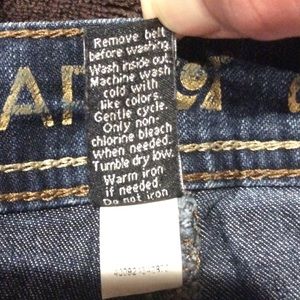 Remove belt
before washing.
Wash inside out.
Machine wash
cold with
like colors.
Gentle cycle.
Only non-
chlorine bleach
when needed.
Tumble dry low.
Warm iron
if needed.
Do not iron